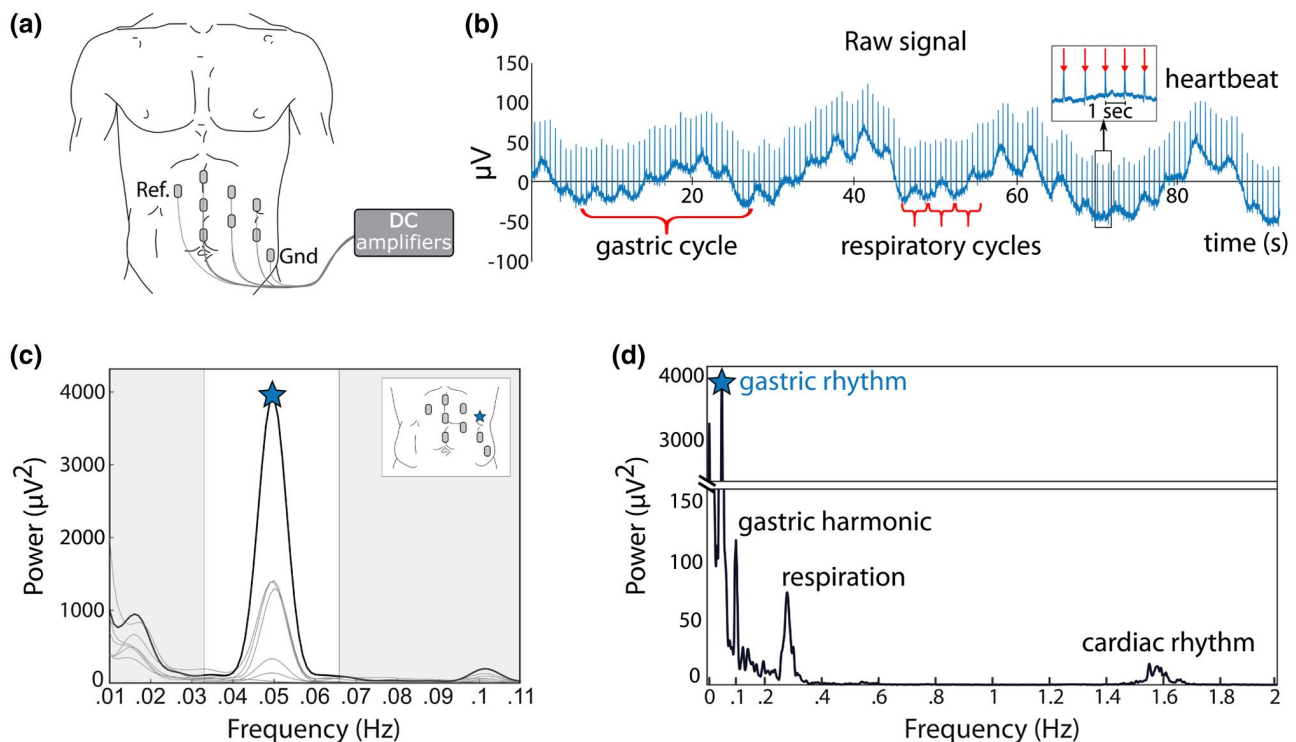 (a)
Ref.
Gnd
DC
amplifiers
(b)
Raw signal
μV
150
100
50
0
-50
-100
20
40
60
80
time (s)
gastric cycle
respiratory cycles
1 sec
heartbeat
(c)
Power (μV²)
4000
3000
2000
1000
0
.01 .02 .03 .04 .05 .06 .07 .08 .09 .1 .11
Frequency (Hz)
(d)
Power (μV²)
4000
3000
150
100
50
0
gastric rhythm
gastric harmonic
respiration
cardiac rhythm
0 .1 .2 .4 .6 .8 1 1.2 1.4 1.6 1.8 2
Frequency (Hz)